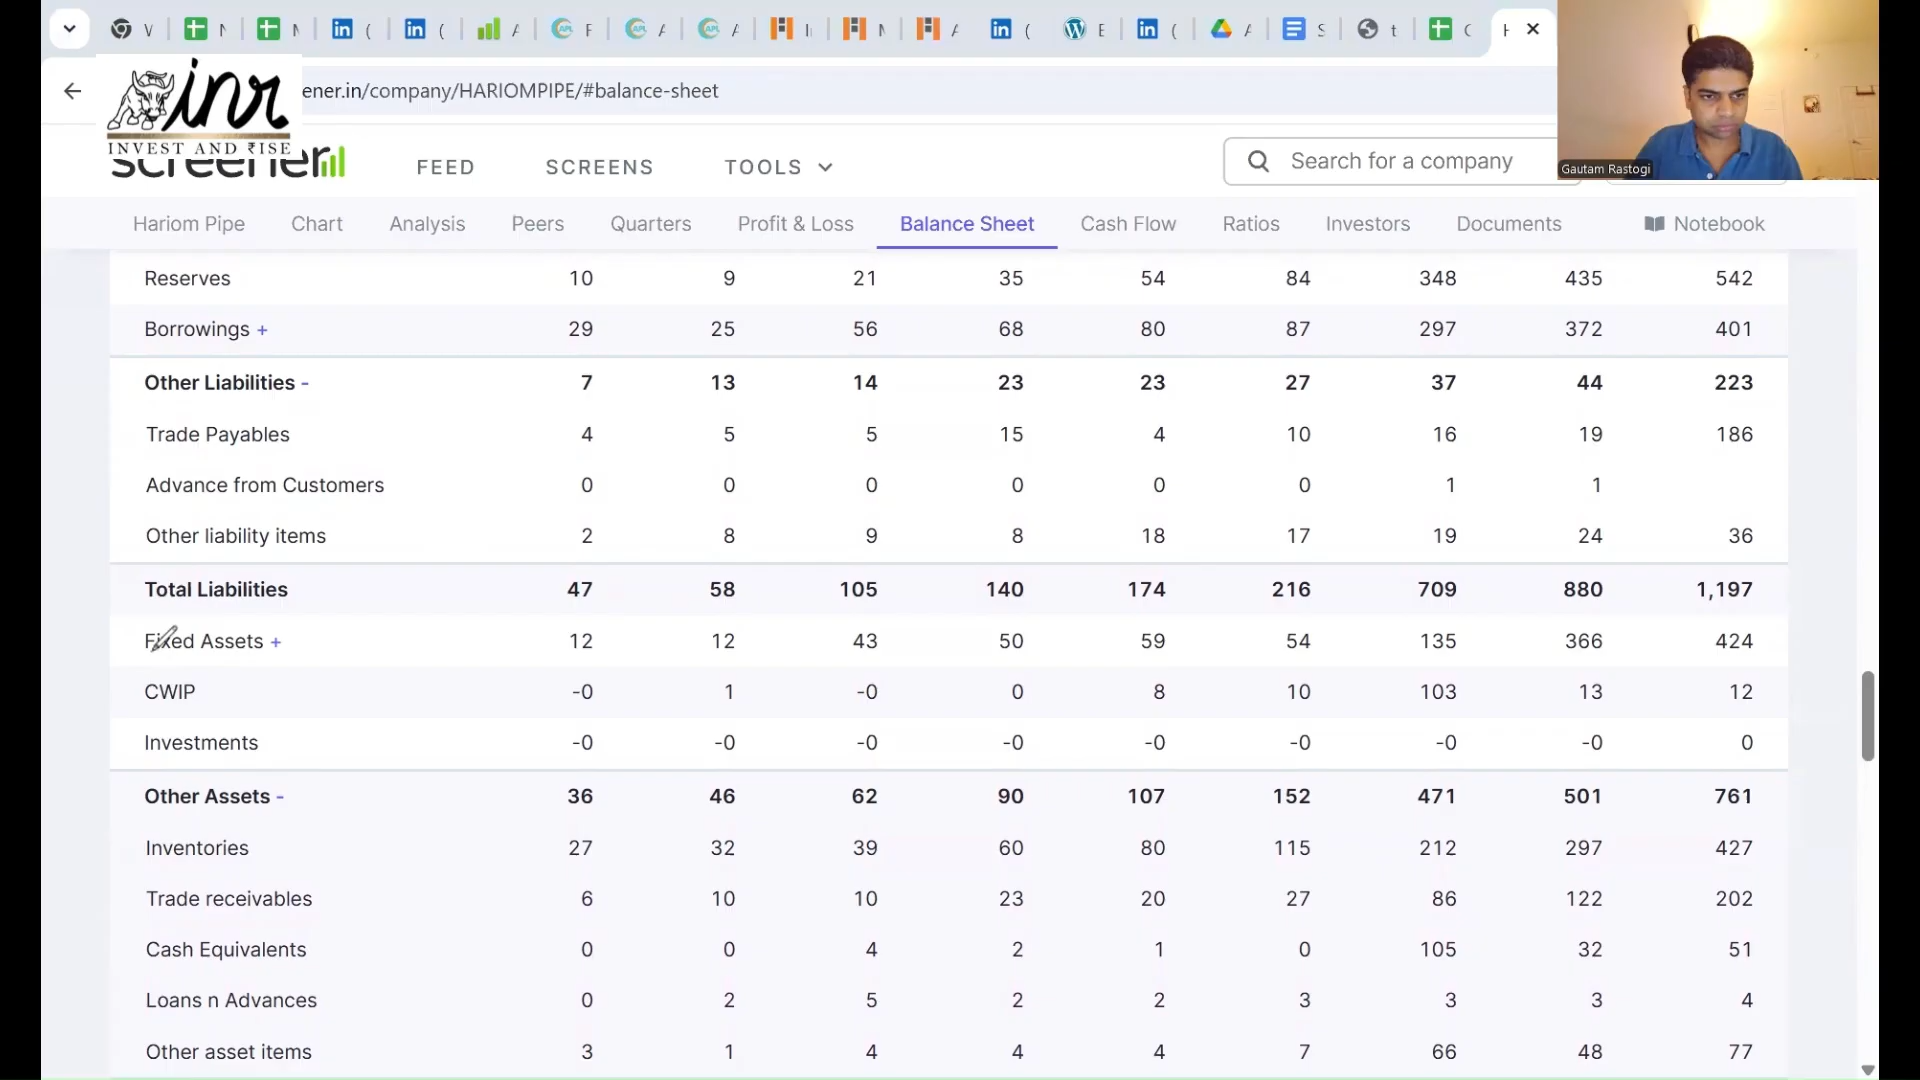 V
N
N
(
(
A
F
A
A
I
N
A
(
E
(
A
S
t
C
H
inr
INVEST AND ₹ISE
ener.in/company/HARIOMPIPE/#balance-sheet
screener
FEED SCREENS TOOLS
Search for a company
Gautam Rastogi
Hariom Pipe Chart Analysis Peers Quarters Profit & Loss Balance Sheet Cash Flow Ratios Investors Documents Notebook
Reserves 10 9 21 35 54 84 348 435 542
Borrowings + 29 25 56 68 80 87 297 372 401
Other Liabilities - 7 13 14 23 23 27 37 44 223
Trade Payables 4 5 5 15 4 10 16 19 186
Advance from Customers 0 0 0 0 0 0 1 1
Other liability items 2 8 9 8 18 17 19 24 36
Total Liabilities 47 58 105 140 174 216 709 880 1,197
Fixed Assets + 12 12 43 50 59 54 135 366 424
CWIP -0 1 -0 0 8 10 103 13 12
Investments -0 -0 -0 -0 -0 -0 -0 -0 0
Other Assets - 36 46 62 90 107 152 471 501 761
Inventories 27 32 39 60 80 115 212 297 427
Trade receivables 6 10 10 23 20 27 86 122 202
Cash Equivalents 0 0 4 2 1 0 105 32 51
Loans n Advances 0 2 5 2 2 3 3 3 4
Other asset items 3 1 4 4 4 7 66 48 77